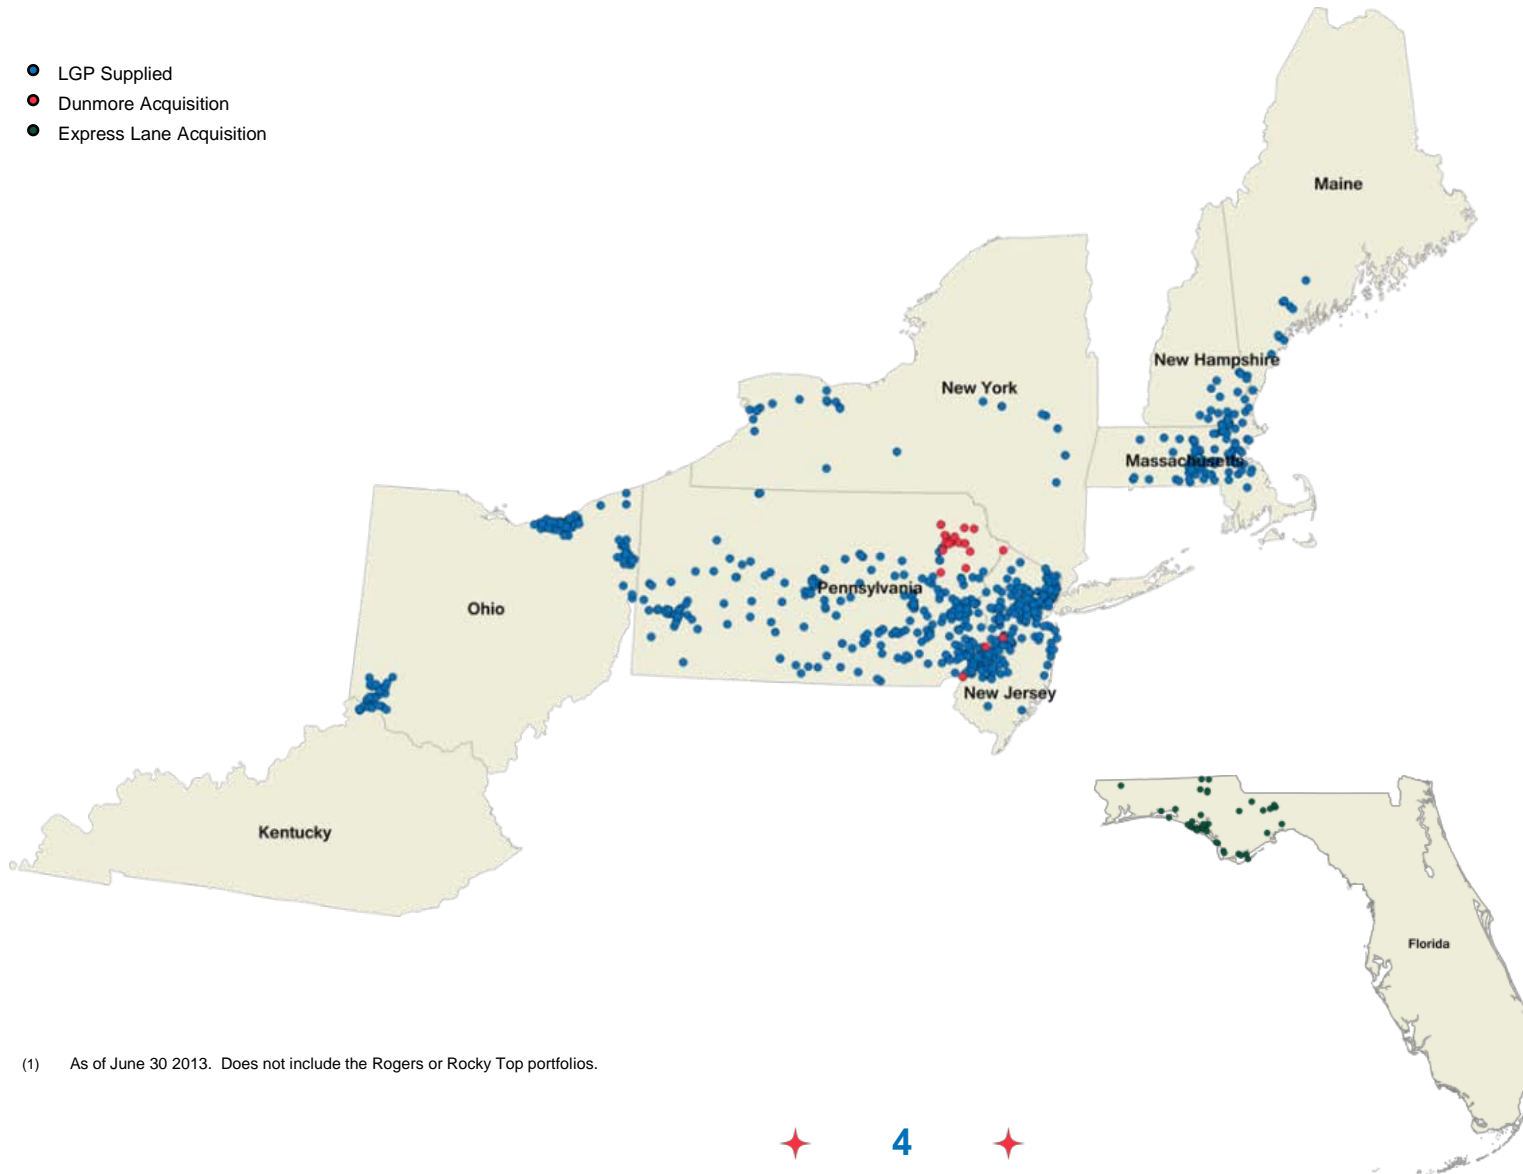 LGP Supplied
Dunmore Acquisition
Express Lane Acquisition
Maine
New Hampshire
New York
Massachusetts
Pennsylvania
Ohio
New Jersey
Kentucky
Florida
(1) As of June 30 2013. Does not include the Rogers or Rocky Top portfolios.
4